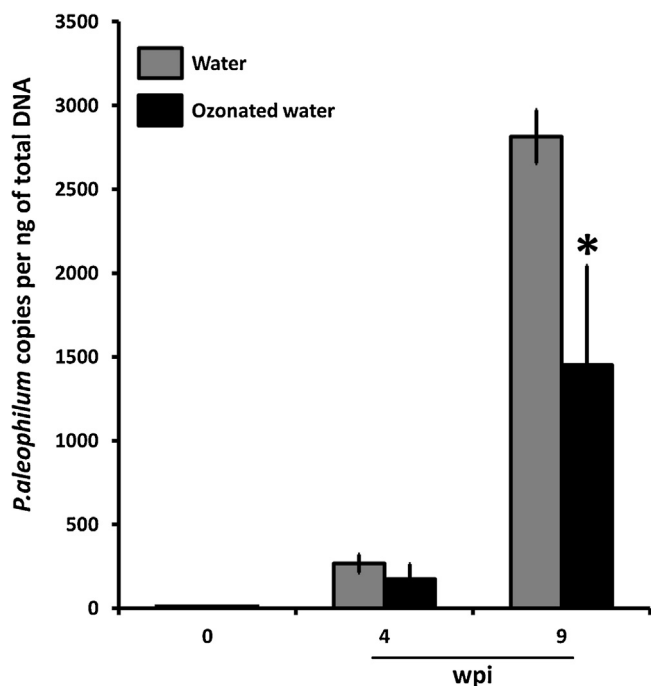 P.aleophilum copies per ng of total DNA
3500
3000
2500
2000
1500
1000
500
0
Water
Ozonated water
*
0 4 9
wpi